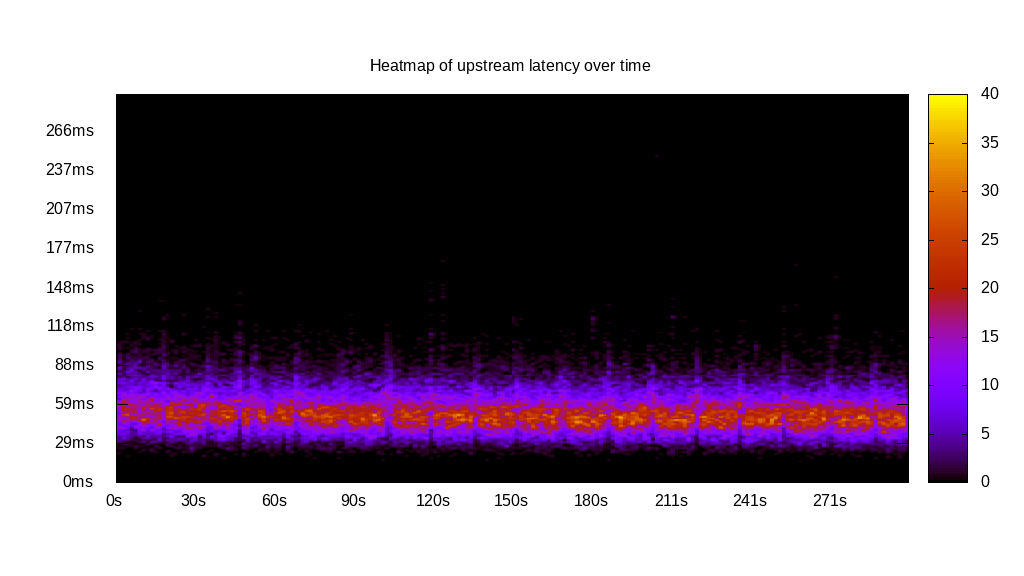 Heatmap of upstream latency over time
266ms
237ms
207ms
177ms
148ms
118ms
88ms
59ms
29ms
0ms
0s 30s 60s 90s 120s 150s 180s 211s 241s 271s
40
35
30
25
20
15
10
5
0